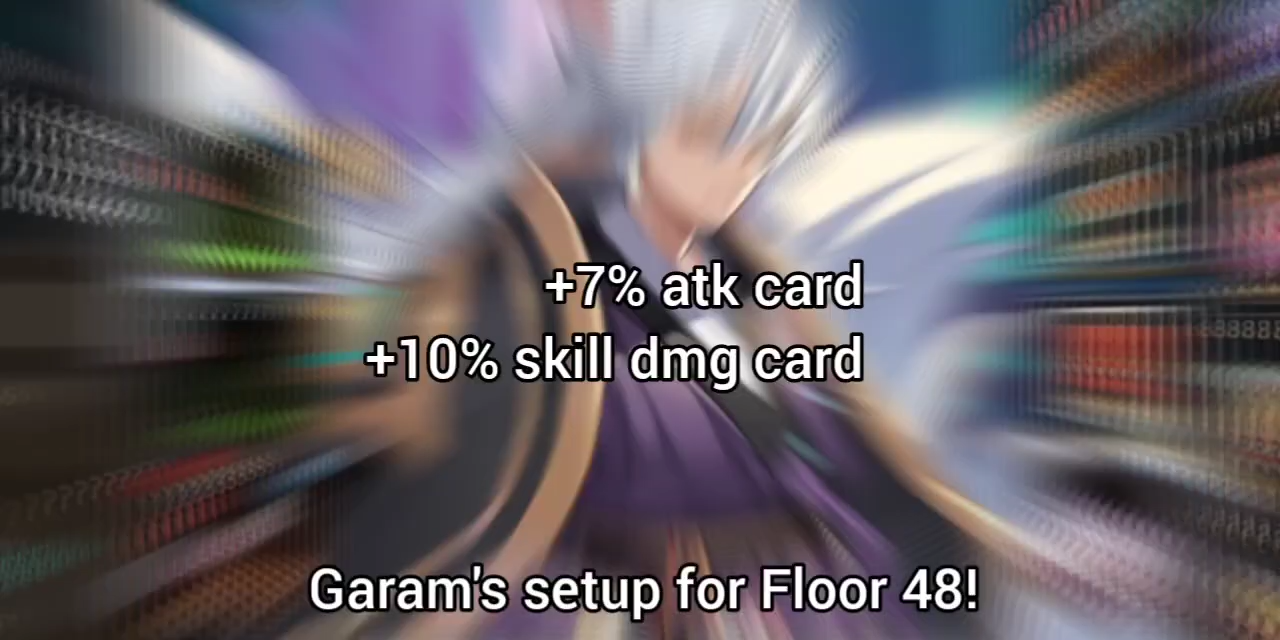 +7% atk card
+10% skill dmg card
Garam's setup for Floor 48!